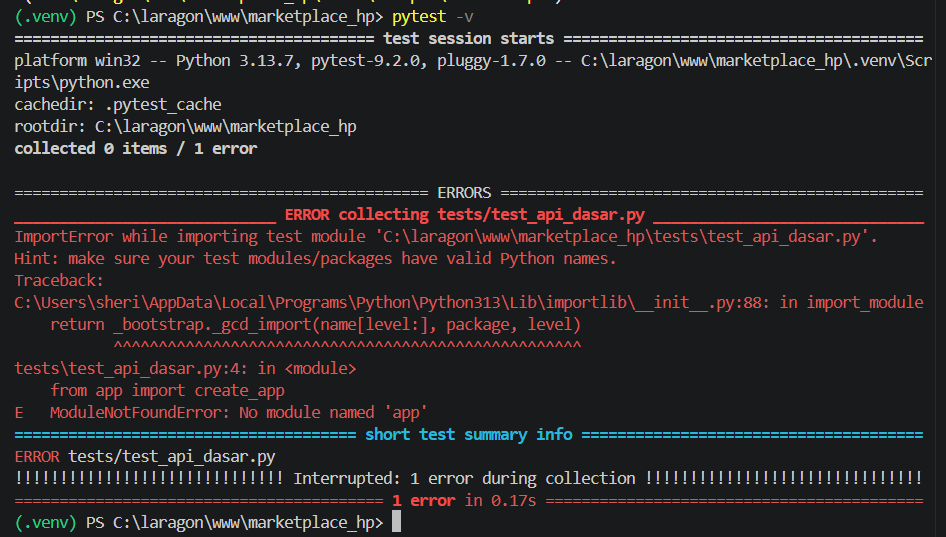 (.venv) PS C:\laragon\www\marketplace_hp> pytest -v
======================================== test session starts ========================================
platform win32 -- Python 3.13.7, pytest-9.2.0, pluggy-1.7.0 -- C:\laragon\www\marketplace_hp\.venv\Scr
ipts\python.exe
cachedir: .pytest_cache
rootdir: C:\laragon\www\marketplace_hp
collected 0 items / 1 error
============================================== ERRORS ===============================================
_____________________________ ERROR collecting tests/test_api_dasar.py ______________________________
ImportError while importing test module 'C:\laragon\www\marketplace_hp\tests\test_api_dasar.py'.
Hint: make sure your test modules/packages have valid Python names.
Traceback:
C:\Users\sheri\AppData\Local\Programs\Python\Python313\Lib\importlib\__init__.py:88: in import_module
    return _bootstrap._gcd_import(name[level:], package, level)
           ^^^^^^^^^^^^^^^^^^^^^^^^^^^^^^^^^^^^^^^^^^^^^^^^^^^^
tests\test_api_dasar.py:4: in <module>
    from app import create_app
E   ModuleNotFoundError: No module named 'app'
====================================== short test summary info ======================================
ERROR tests/test_api_dasar.py
!!!!!!!!!!!!!!!!!!!!!!!!!!!!!! Interrupted: 1 error during collection !!!!!!!!!!!!!!!!!!!!!!!!!!!!!!!
========================================= 1 error in 0.17s ==========================================
(.venv) PS C:\laragon\www\marketplace_hp>